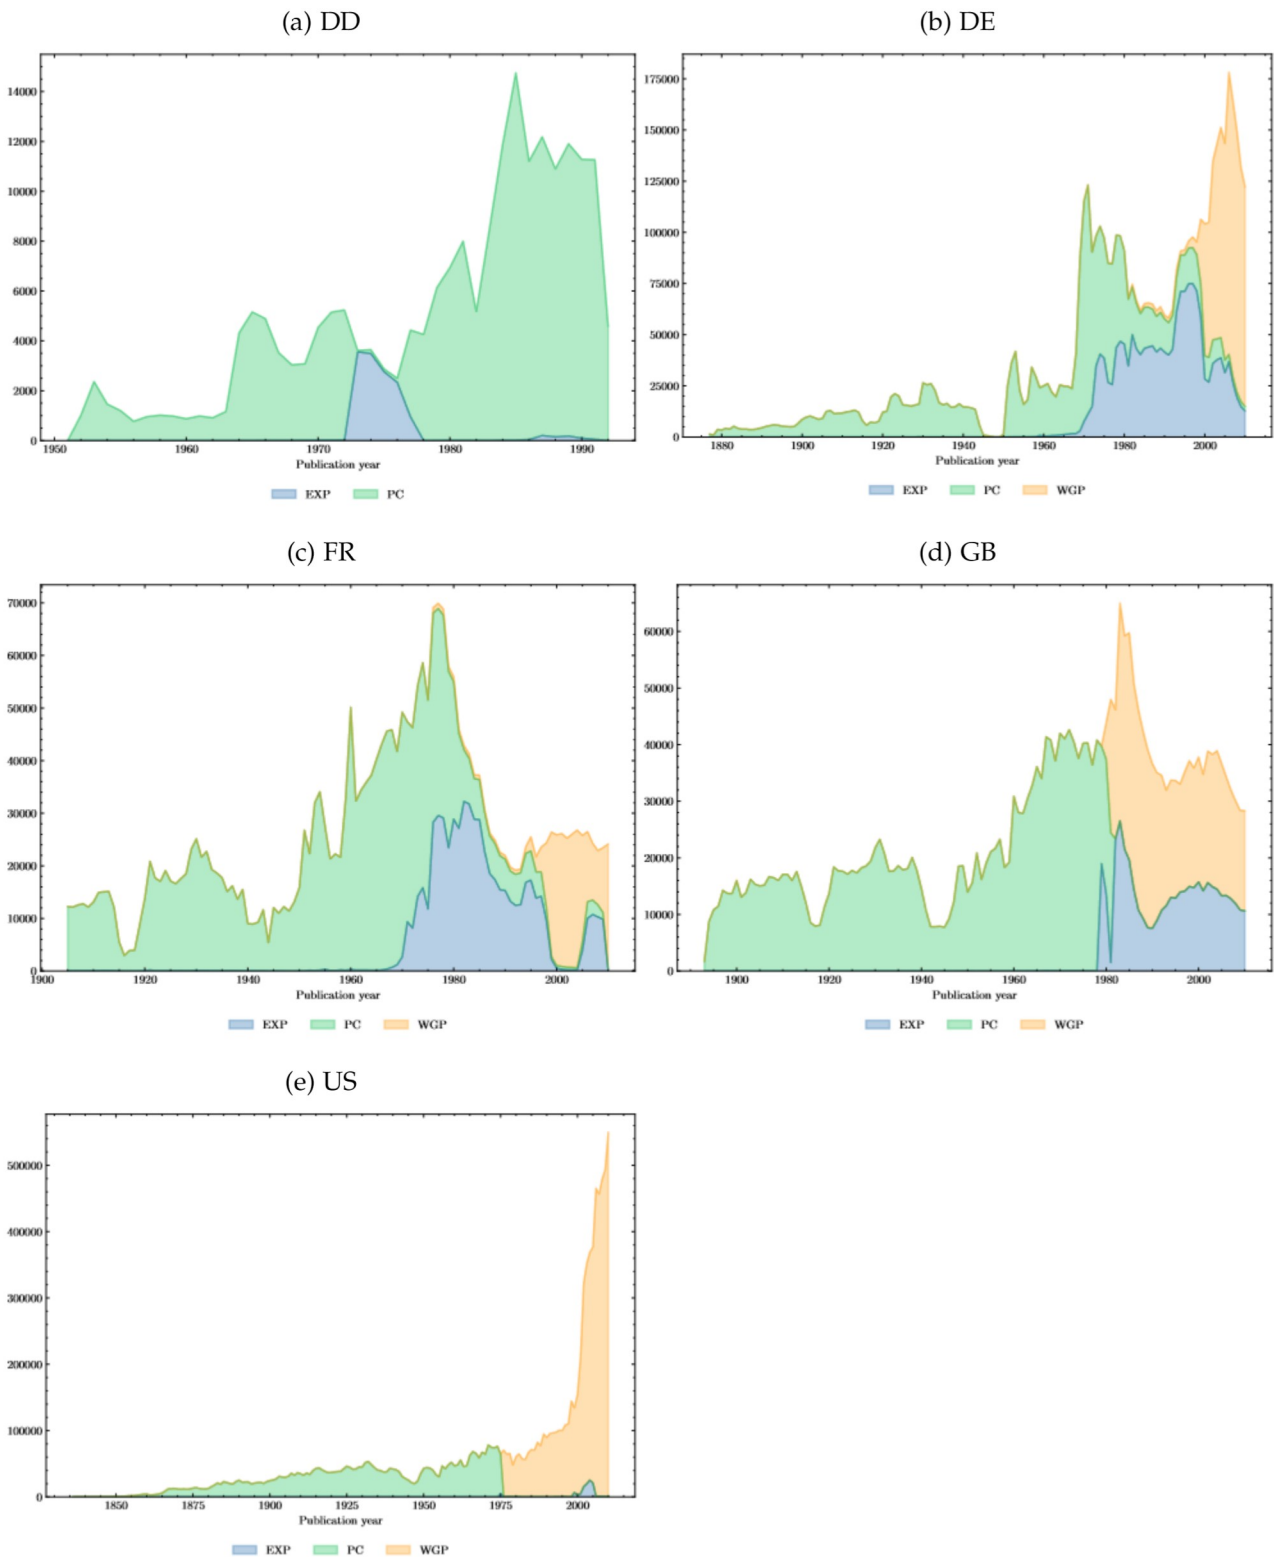 (a) DD
14000
12000
10000
8000
6000
4000
2000
0
1950 1960 1970 1980 1990
Publication year
EXP PC
(b) DE
175000
150000
125000
100000
75000
50000
25000
0
1880 1900 1920 1940 1960 1980 2000
Publication year
EXP PC WGP
(c) FR
70000
60000
50000
40000
30000
20000
10000
0
1900 1920 1940 1960 1980 2000
Publication year
EXP PC WGP
(d) GB
60000
50000
40000
30000
20000
10000
0
1900 1920 1940 1960 1980 2000
Publication year
EXP PC WGP
(e) US
500000
400000
300000
200000
100000
0
1850 1875 1900 1925 1950 1975 2000
Publication year
EXP PC WGP